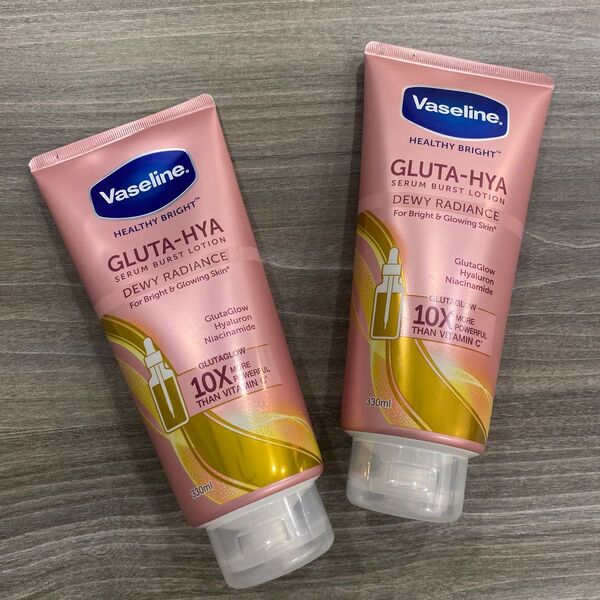 Vaseline.
HEALTHY BRIGHT™
GLUTA-HYA
SERUM BURST LOTION
DEWY RADIANCE
For Bright & Glowing Skin*
GlutaGlow
Hyaluron
Niacinamide
GLUTAGLOW
10X MORE POWERFUL
THAN VITAMIN C*
330ml
Vaseline.
HEALTHY BRIGHT™
GLUTA-HYA
SERUM BURST LOTION
DEWY RADIANCE
For Bright & Glowing Skin*
GlutaGlow
Hyaluron
Niacinamide
GLUTAGLOW
10X MORE POWERFUL
THAN VITAMIN C*
330ml